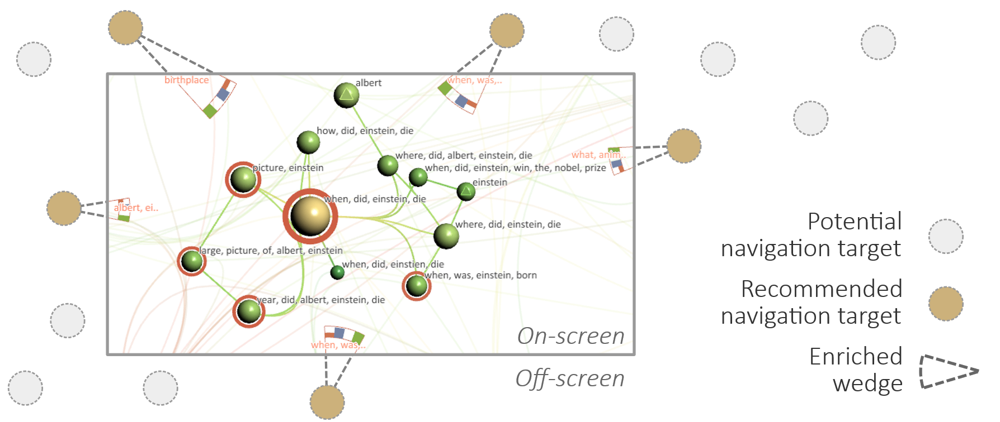 birthplace
when, was,..
albert
how, did, einstein, die
where, did, albert, einstein, die
what, anim..
picture, einstein
when, did, einstein, win, the, nobel, prize
einstein
when, did, einstein, die
albert, ei..
where, did, einstein, die
large, picture, of, albert, einstein
when, did, einstien, die
when, was, einstein, born
year, did, albert, einstein, die
when, was,..
On-screen
Off-screen
Potential
navigation target
Recommended
navigation target
Enriched
wedge